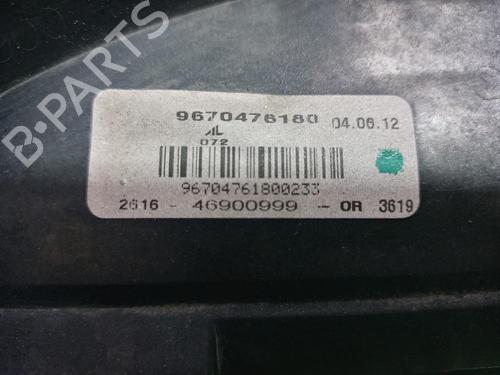 B-PARTS
9670476180 04.06.12
AL
072
96704761800233
2616 - 46900999 - OR 3619